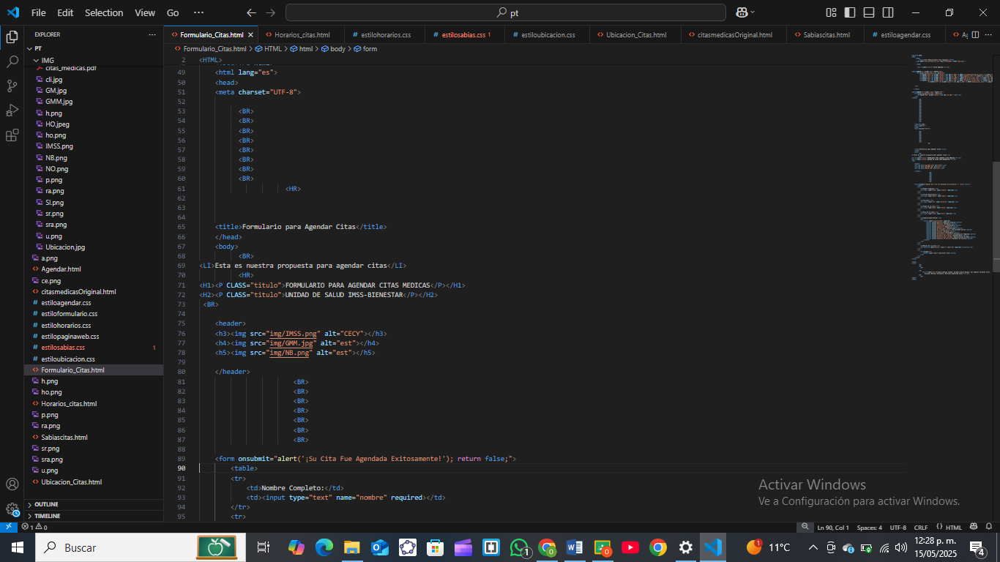 File Edit Selection View Go ··· pt
EXPLORER ···
PT
IMG
citas_medicas.pdf
cli.jpg
GM.jpg
GMM.jpg
h.png
HO.jpeg
ho.png
IMSS.png
NB.png
NO.png
p.png
ra.png
SI.png
sr.png
sra.png
u.png
Ubicacion.jpg
a.png
Agendar.html
ce.png
citasmedicasOriginal.html
estiloagendar.css
estiloformulario.css
estilohorarios.css
estilopaginaweb.css
estilosabias.css 1
estiloubicacion.css
Formulario_Citas.html
h.png
ho.png
Horarios_citas.html
p.png
ra.png
Sabiascitas.html
sr.png
sra.png
u.png
Ubicacion_Citas.html
OUTLINE
TIMELINE
Formulario_Citas.html Horarios_citas.html estilohorarios.css estilosabias.css 1 estiloubicacion.css Ubicacion_Citas.html citasmedicasOriginal.html Sabiascitas.html estiloagendar.css
Formulario_Citas.html > HTML > html > body > form
2 <HTML>
49 <html lang="es">
50 <head>
51 <meta charset="UTF-8">
52
53 <BR>
54 <BR>
55 <BR>
56 <BR>
57 <BR>
58 <BR>
59 <BR>
60 <BR>
61 <HR>
62
63
64
65 <title>Formulario para Agendar Citas</title>
66 </head>
67 <body>
68 <BR>
69 <LI>Esta es nuestra propuesta para agendar citas</LI>
70 <HR>
71 <H1><P CLASS="titulo">FORMULARIO PARA AGENDAR CITAS MEDICAS</P></H1>
72 <H2><P CLASS="titulo">UNIDAD DE SALUD IMSS-BIENESTAR</P></H2>
73 <BR>
74
75 <header>
76 <h3><img src="img/IMSS.png" alt="CECY"></h3>
77 <h4><img src="img/GMM.jpg" alt="est"></h4>
78 <h5><img src="img/NB.png" alt="est"></h5>
79
80 </header>
81 <BR>
82 <BR>
83 <BR>
84 <BR>
85 <BR>
86 <BR>
87 <BR>
88
89 <form onsubmit="alert('¡Su Cita Fue Agendada Exitosamente!'); return false;">
90 <table>
91 <tr>
92 <td>Nombre Completo:</td>
93 <td><input type="text" name="nombre" required></td>
94 </tr>
95 <tr>
Activar Windows
Ve a Configuración para activar Windows.
1 0 Ln 90, Col 1 Spaces: 4 UTF-8 CRLF {} HTML
Buscar 11°C 12:28 p. m.
15/05/2025